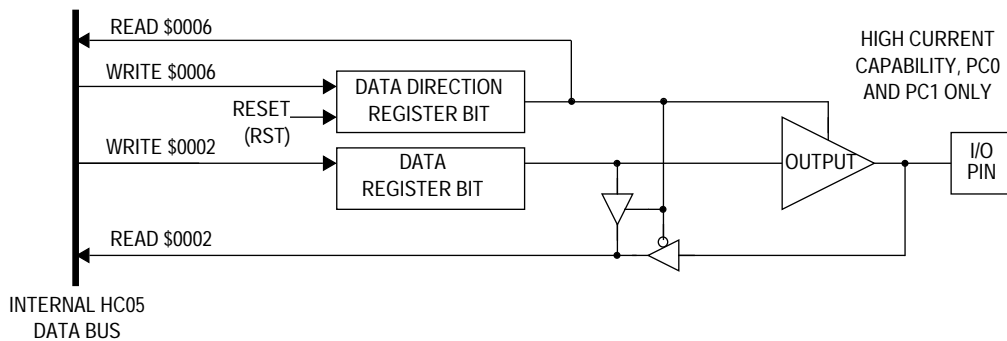 READ $0006
WRITE $0006
RESET
(RST)
DATA DIRECTION
REGISTER BIT
HIGH CURRENT
CAPABILITY, PC0
AND PC1 ONLY
WRITE $0002
DATA
REGISTER BIT
OUTPUT
I/O
PIN
READ $0002
INTERNAL HC05
DATA BUS